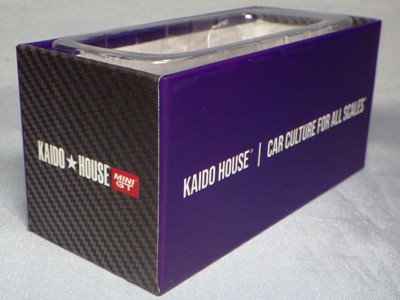 KAIDO★HOUSE MINI GT
KAIDO HOUSE® | CAR CULTURE FOR ALL SCALES®